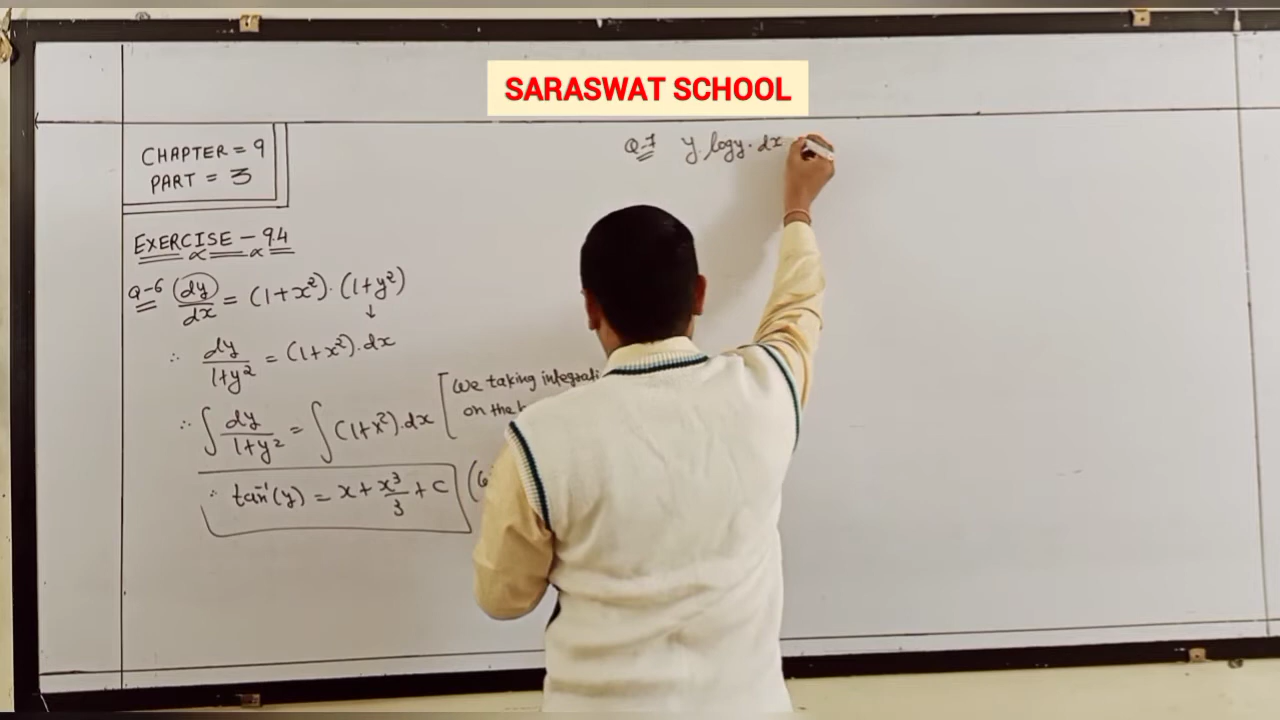 SARASWAT SCHOOL
CHAPTER = 9
PART = 3
EXERCISE - 9.4
Q-6 dy/dx = (1+x²).(1+y²)
∴ dy/1+y² = (1+x²).dx
∴ ∫ dy/1+y² = ∫ (1+x²).dx
[We taking
on the
∴ tan⁻¹(y) = x + x³/3 + C
Q-7 y.logy.dx